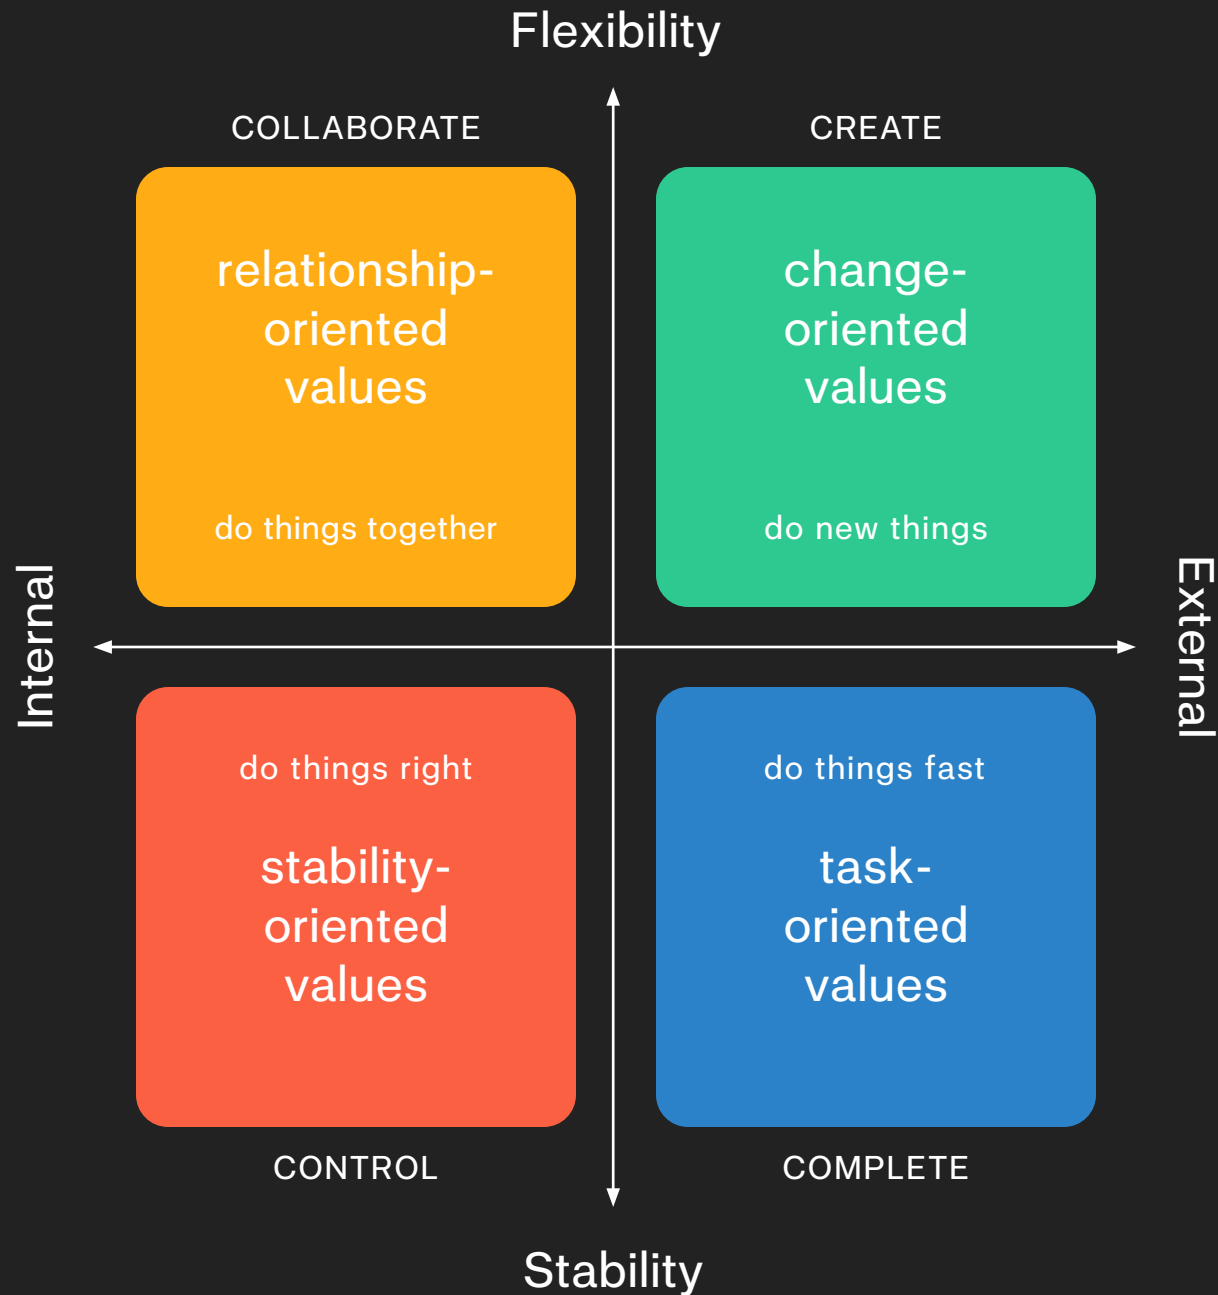 Flexibility
COLLABORATE
CREATE
relationship-
oriented
values
do things together
change-
oriented
values
do new things
Internal
External
do things right
stability-
oriented
values
do things fast
task-
oriented
values
CONTROL
COMPLETE
Stability